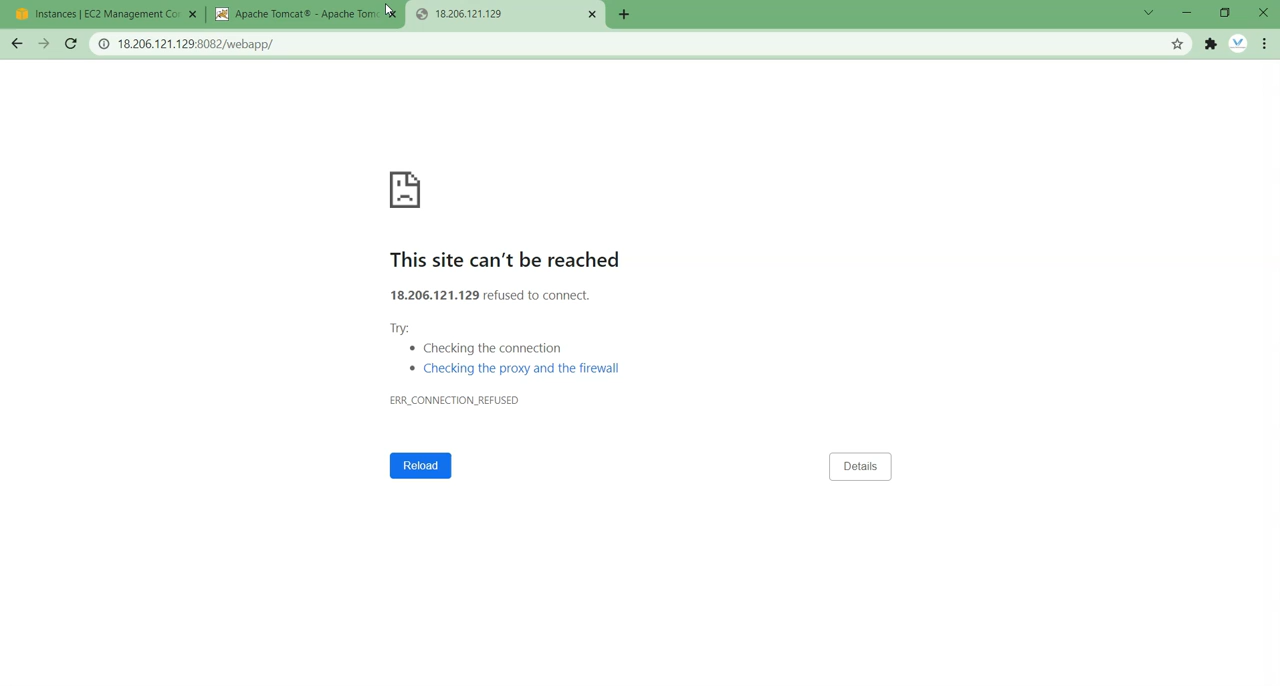 Instances | EC2 Management Co
Apache Tomcat® - Apache Tomc
18.206.121.129
18.206.121.129:8082/webapp/
This site can't be reached
18.206.121.129 refused to connect.
Try:
Checking the connection
Checking the proxy and the firewall
ERR_CONNECTION_REFUSED
Reload
Details